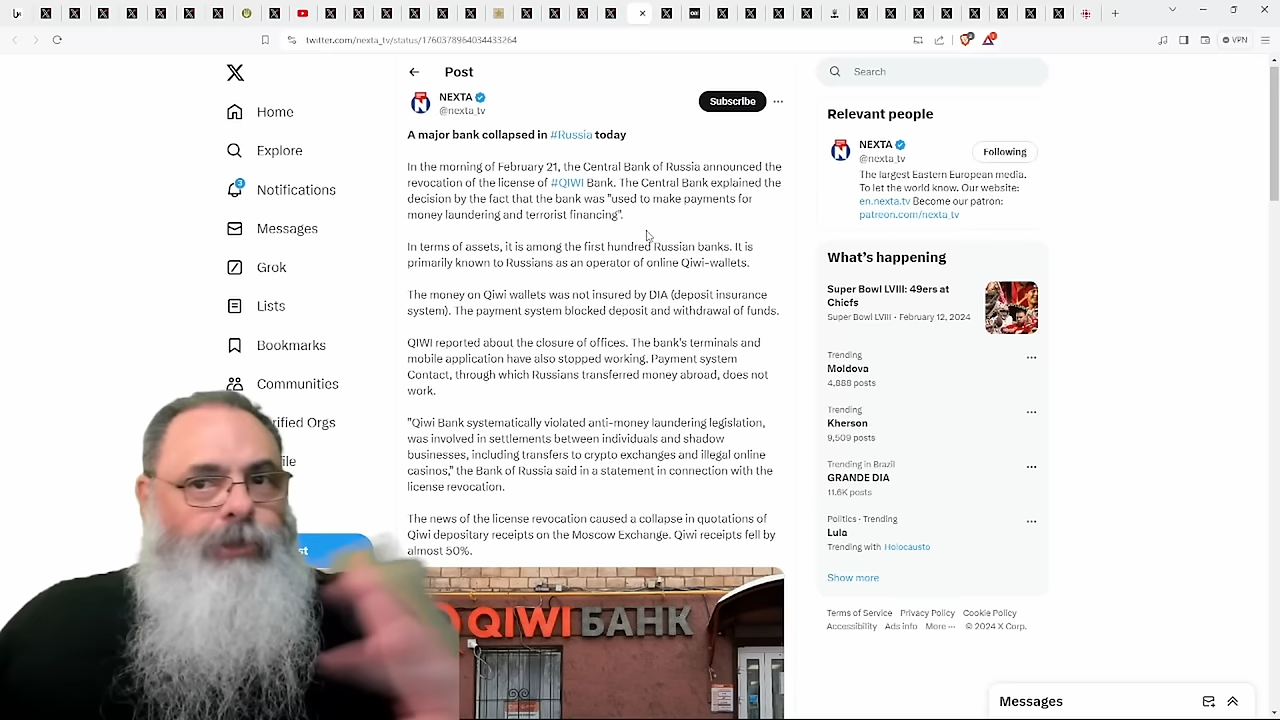 twitter.com/nexta_tv/status/1760378964034433264
VPN
Home
Explore
3
Notifications
Messages
Grok
Lists
Bookmarks
Communities
Post
NEXTA
@nexta_tv
Subscribe
A major bank collapsed in #Russia today
In the morning of February 21, the Central Bank of Russia announced the
revocation of the license of #QIWI Bank. The Central Bank explained the
decision by the fact that the bank was "used to make payments for
money laundering and terrorist financing".
In terms of assets, it is among the first hundred Russian banks. It is
primarily known to Russians as an operator of online Qiwi-wallets.
The money on Qiwi wallets was not insured by DIA (deposit insurance
system). The payment system blocked deposit and withdrawal of funds.
QIWI reported about the closure of offices. The bank's terminals and
mobile application have also stopped working. Payment system
Contact, through which Russians transferred money abroad, does not
work.
"Qiwi Bank systematically violated anti-money laundering legislation,
was involved in settlements between individuals and shadow
businesses, including transfers to crypto exchanges and illegal online
casinos," the Bank of Russia said in a statement in connection with the
license revocation.
The news of the license revocation caused a collapse in quotations of
Qiwi depositary receipts on the Moscow Exchange. Qiwi receipts fell by
almost 50%.
QIWI БАНК
Search
Relevant people
NEXTA
@nexta_tv
Following
The largest Eastern European media.
To let the world know. Our website:
en.nexta.tv Become our patron:
patreon.com/nexta_tv
What's happening
Super Bowl LVIII: 49ers at
Chiefs
Super Bowl LVIII · February 12, 2024
Trending
Moldova
4,888 posts
Trending
Kherson
9,509 posts
Trending in Brazil
GRANDE DIA
11.6K posts
Politics · Trending
Lula
Trending with Holocausto
Show more
Terms of Service Privacy Policy Cookie Policy
Accessibility Ads info More ··· © 2024 X Corp.
Messages